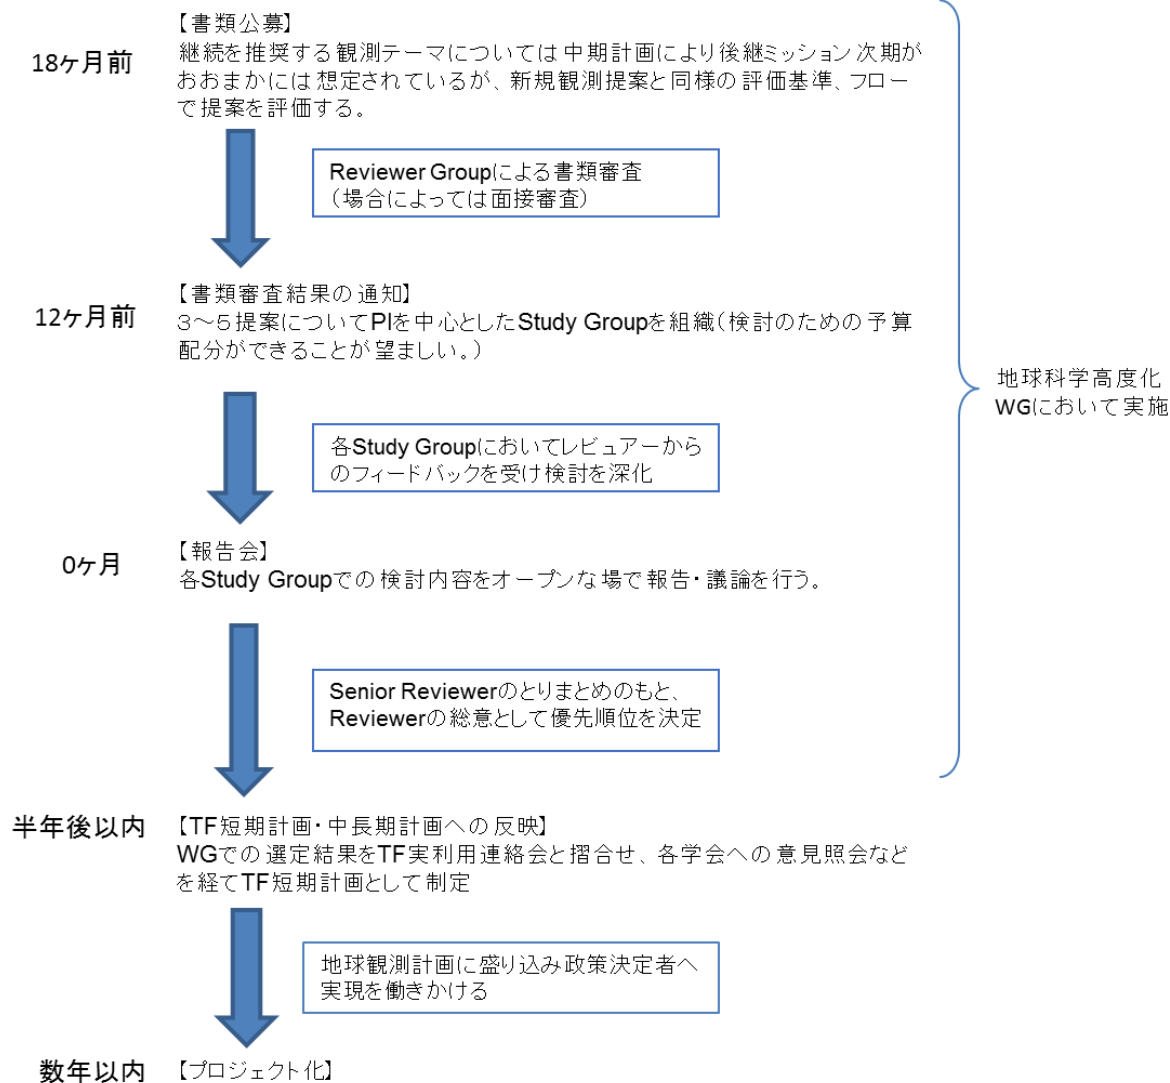 【書類公募】
18ヶ月前
継続を推奨する観測テーマについては中期計画により後継ミッション次期が
おおまかには想定されているが、新規観測提案と同様の評価基準、フロー
で提案を評価する。
Reviewer Groupによる書類審査
（場合によっては面接審査）
【書類審査結果の通知】
12ヶ月前
３～５提案についてPIを中心としたStudy Groupを組織（検討のための予算
配分ができることが望ましい。）
地球科学高度化
WGにおいて実施
各Study Groupにおいてレビュアーから
のフィードバックを受け検討を深化
【報告会】
0ヶ月
各Study Groupでの検討内容をオープンな場で報告・議論を行う。
Senior Reviewerのとりまとめのもと、
Reviewerの総意として優先順位を決定
半年後以内
【TF短期計画・中長期計画への反映】
WGでの選定結果をTF実利用連絡会と摺合せ、各学会への意見照会など
を経てTF短期計画として制定
地球観測計画に盛り込み政策決定者へ
実現を働きかける
数年以内
【プロジェクト化】